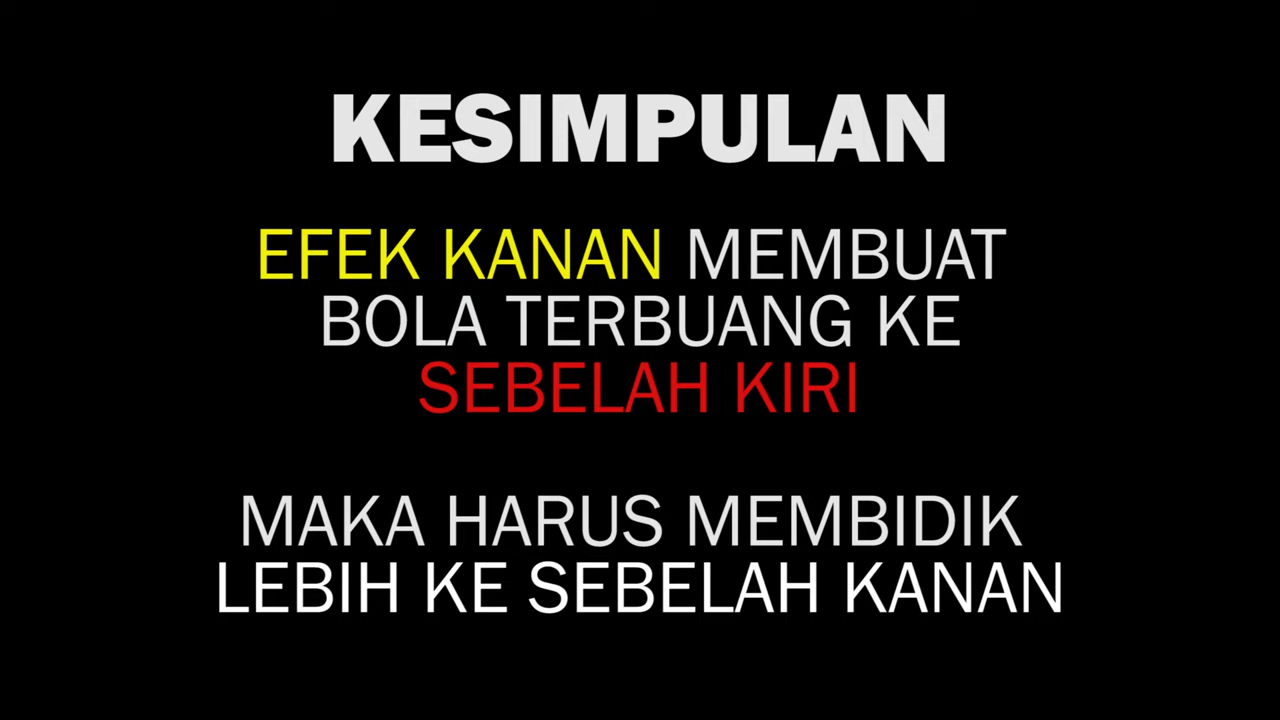 KESIMPULAN
EFEK KANAN MEMBUAT
BOLA TERBUANG KE
SEBELAH KIRI
MAKA HARUS MEMBIDIK
LEBIH KE SEBELAH KANAN